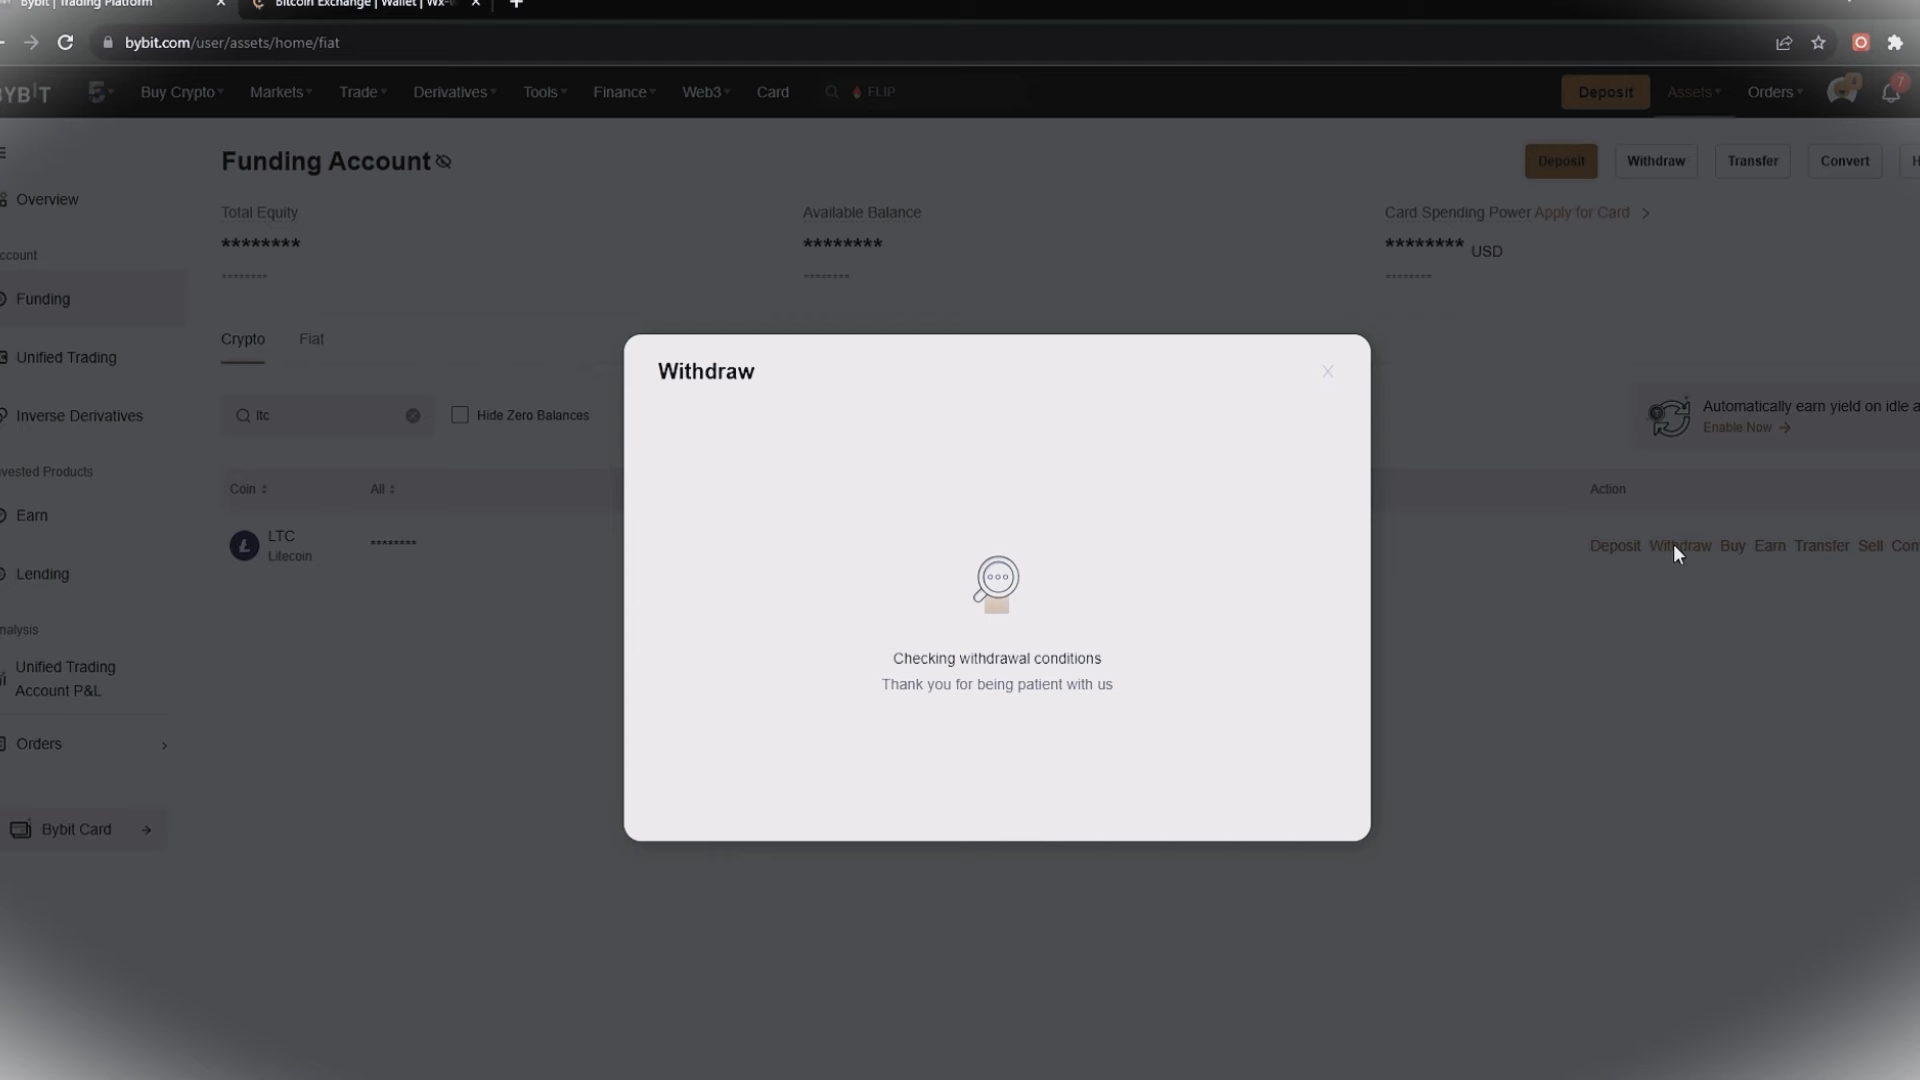 Bybit | Trading Platform
Bitcoin Exchange | Wallet | Wx-
bybit.com/user/assets/home/fiat
BYBIT
Buy Crypto
Markets
Trade
Derivatives
Tools
Finance
Web3
Card
FLIP
Deposit
Assets
Orders
4
7
Funding Account
Deposit
Withdraw
Transfer
Convert
H
Overview
Total Equity
Available Balance
Card Spending Power Apply for Card
********
********
******** USD
********
********
********
ccount
Funding
Unified Trading
Inverse Derivatives
vested Products
Earn
Lending
nalysis
Unified Trading
Account P&L
Orders
Bybit Card
Crypto
Fiat
ltc
Hide Zero Balances
Automatically earn yield on idle a
Enable Now
Coin
All
Action
LTC
Litecoin
********
Deposit Withdraw Buy Earn Transfer Sell Con
Withdraw
Checking withdrawal conditions
Thank you for being patient with us